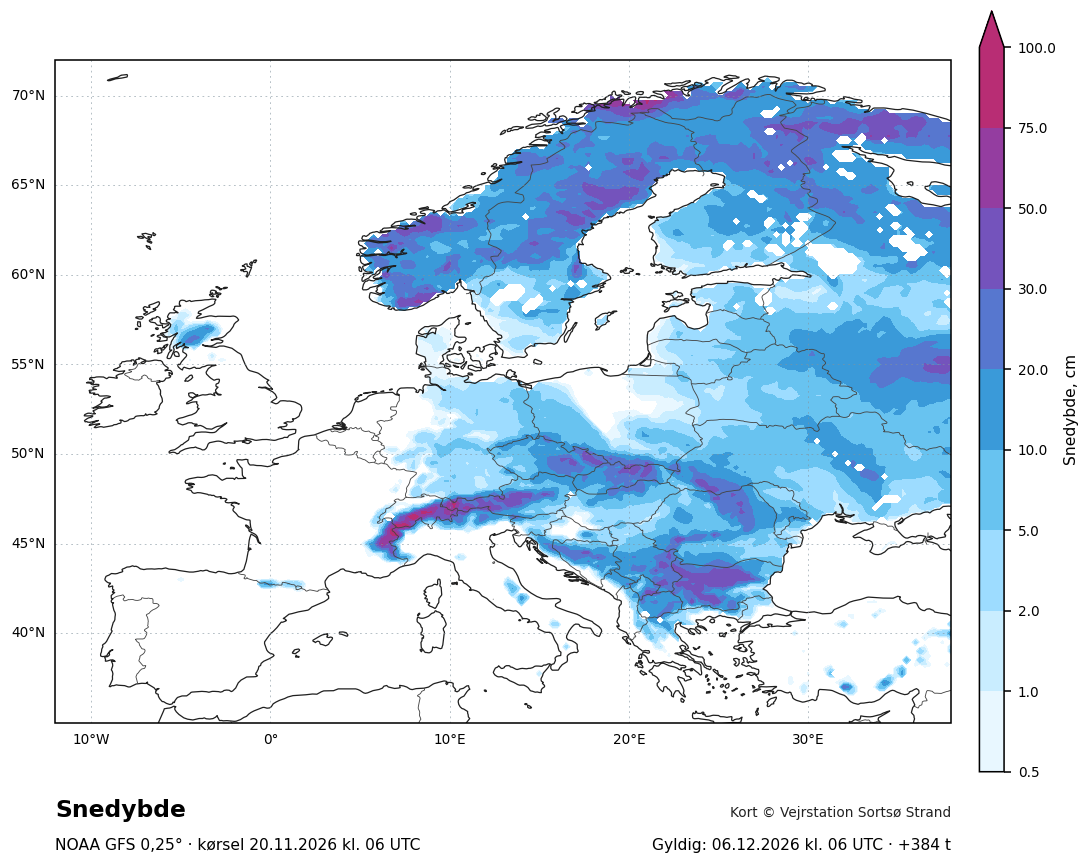 100.0
75.0
50.0
30.0
20.0
10.0
5.0
2.0
1.0
0.5
Snedybde, cm
70°N
65°N
60°N
55°N
50°N
45°N
40°N
10°W
0°
10°E
20°E
30°E
Snedybde
Kort © Vejrstation Sortsø Strand
NOAA GFS 0,25° · kørsel 20.11.2026 kl. 06 UTC
Gyldig: 06.12.2026 kl. 06 UTC · +384 t